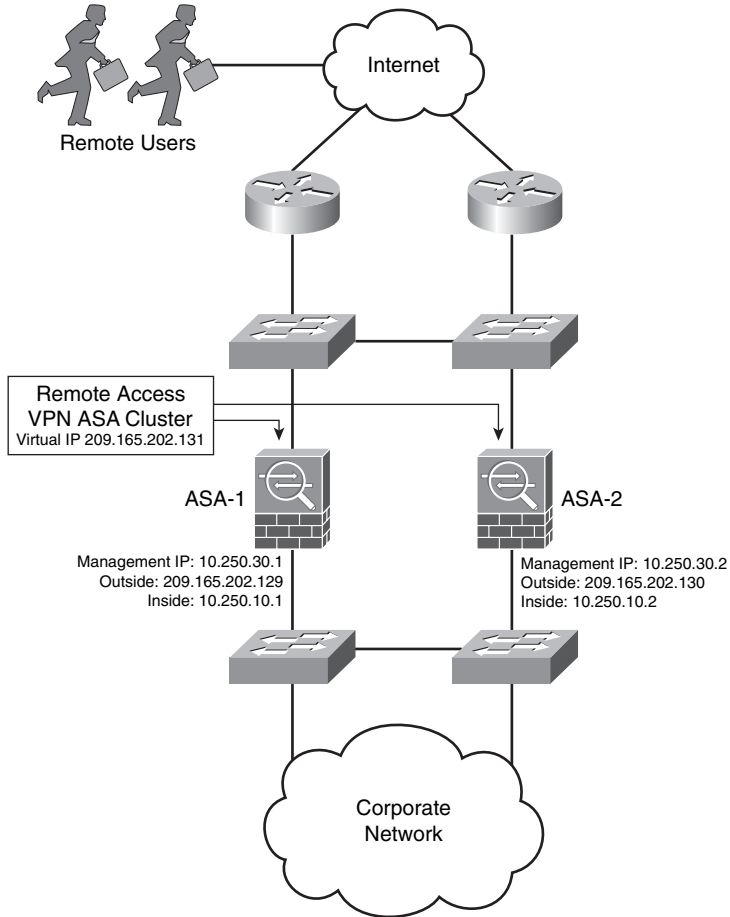 Internet
Remote Users
Remote Access
VPN ASA Cluster
Virtual IP 209.165.202.131
ASA-1
ASA-2
Management IP: 10.250.30.1
Outside: 209.165.202.129
Inside: 10.250.10.1
Management IP: 10.250.30.2
Outside: 209.165.202.130
Inside: 10.250.10.2
Corporate
Network